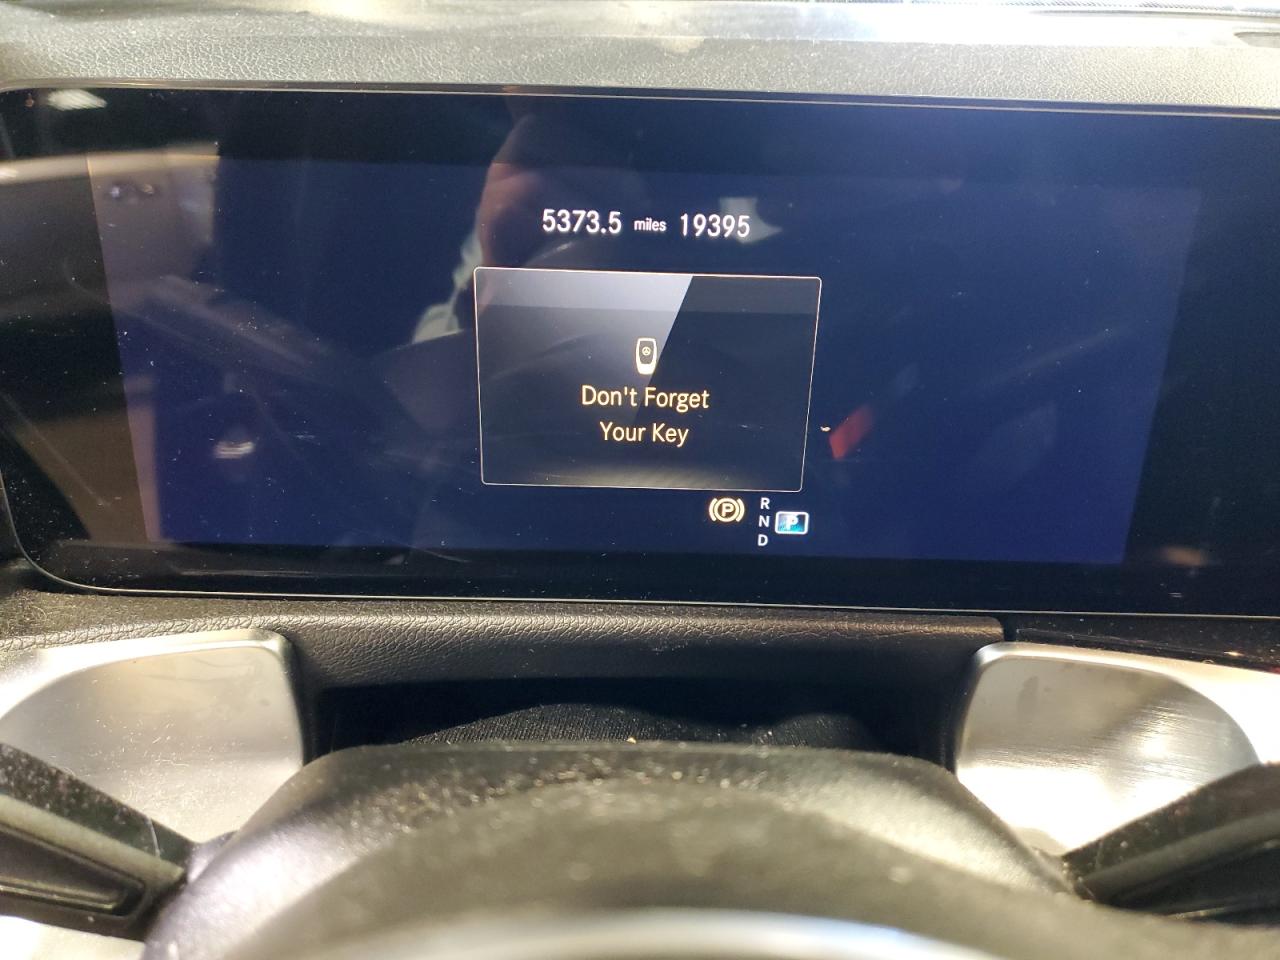 5373.5 miles 19395
Don't Forget
Your Key
P R
N P
D